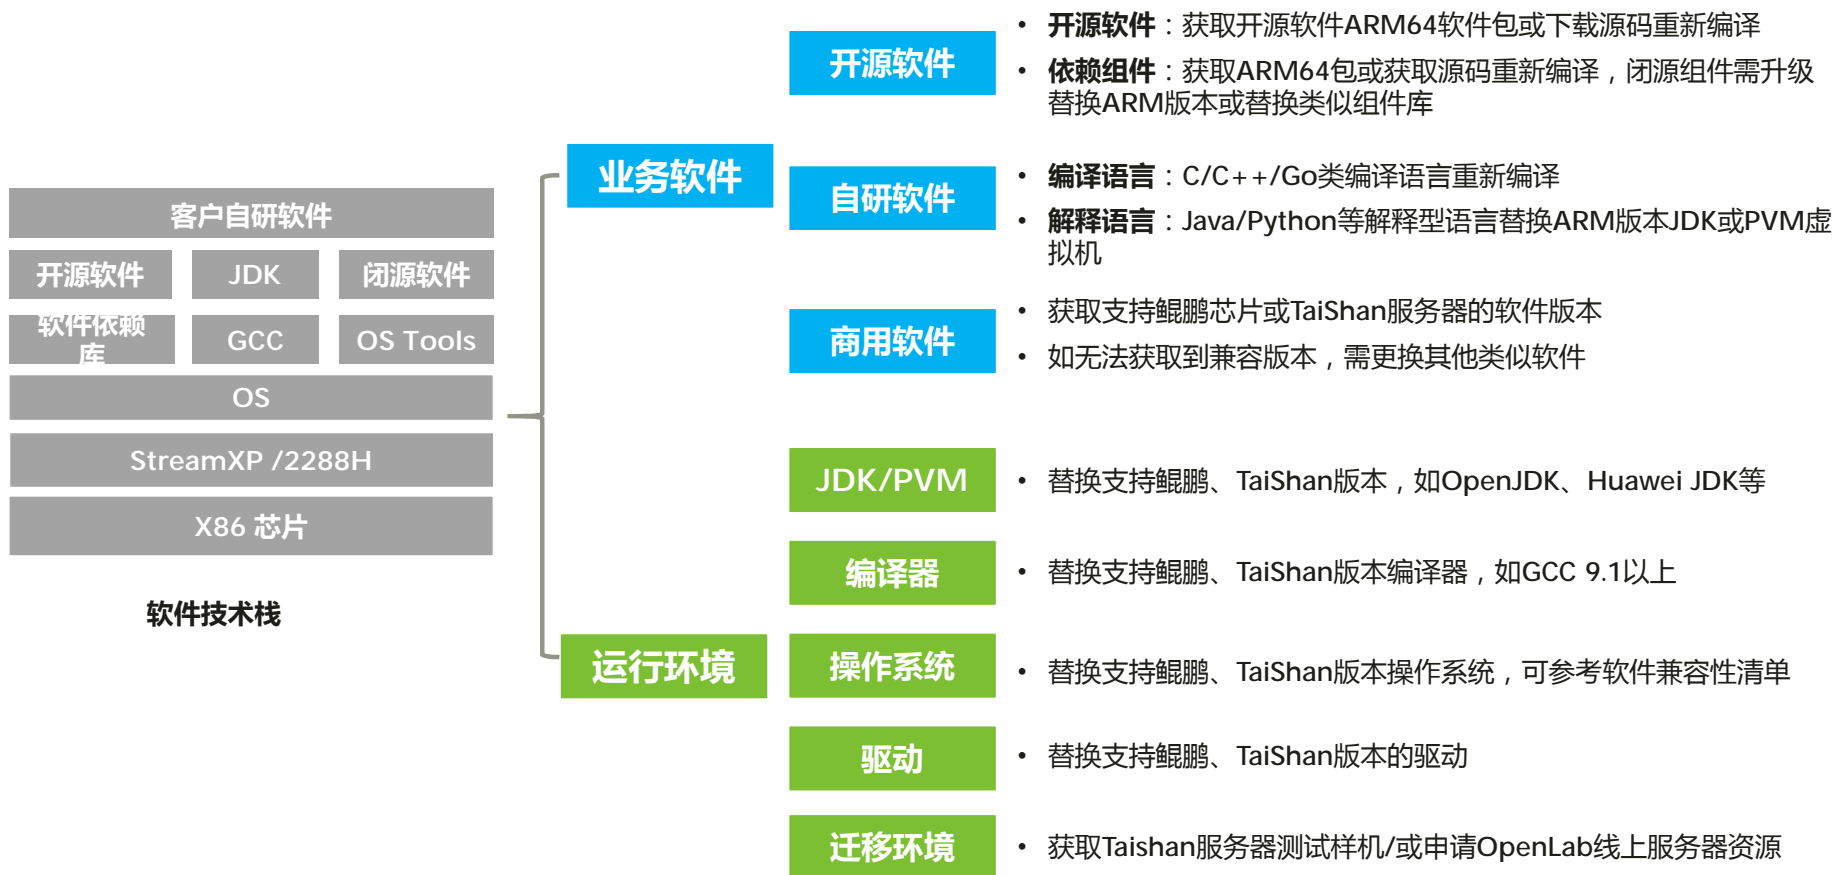 客户自研软件
开源软件
JDK
闭源软件
软件依赖
库
GCC
OS Tools
OS
StreamXP /2288H
X86 芯片
软件技术栈
业务软件
开源软件
• 开源软件：获取开源软件ARM64软件包或下载源码重新编译
• 依赖组件：获取ARM64包或获取源码重新编译，闭源组件需升级
替换ARM版本或替换类似组件库
自研软件
• 编译语言：C/C++/Go类编译语言重新编译
• 解释语言：Java/Python等解释型语言替换ARM版本JDK或PVM虚
拟机
商用软件
• 获取支持鲲鹏芯片或TaiShan服务器的软件版本
• 如无法获取到兼容版本，需更换其他类似软件
运行环境
JDK/PVM
• 替换支持鲲鹏、TaiShan版本，如OpenJDK、Huawei JDK等
编译器
• 替换支持鲲鹏、TaiShan版本编译器，如GCC 9.1以上
操作系统
• 替换支持鲲鹏、TaiShan版本操作系统，可参考软件兼容性清单
驱动
• 替换支持鲲鹏、TaiShan版本的驱动
迁移环境
• 获取Taishan服务器测试样机/或申请OpenLab线上服务器资源